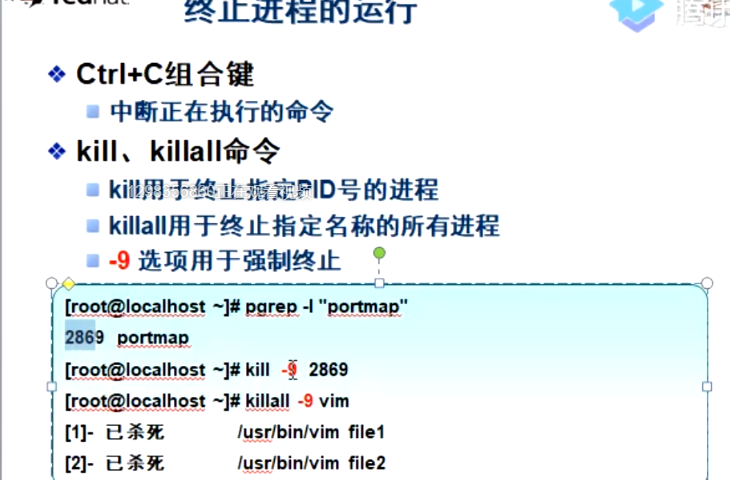 redhat.
终止进程的运行
Ctrl+C组合键
中断正在执行的命令
kill、killall命令
kill用于终止指定PID号的进程
killall用于终止指定名称的所有进程
-9 选项用于强制终止
[root@localhost ~]# pgrep -l "portmap"
2869 portmap
[root@localhost ~]# kill -9 2869
[root@localhost ~]# killall -9 vim
[1]- 已杀死 /usr/bin/vim file1
[2]- 已杀死 /usr/bin/vim file2